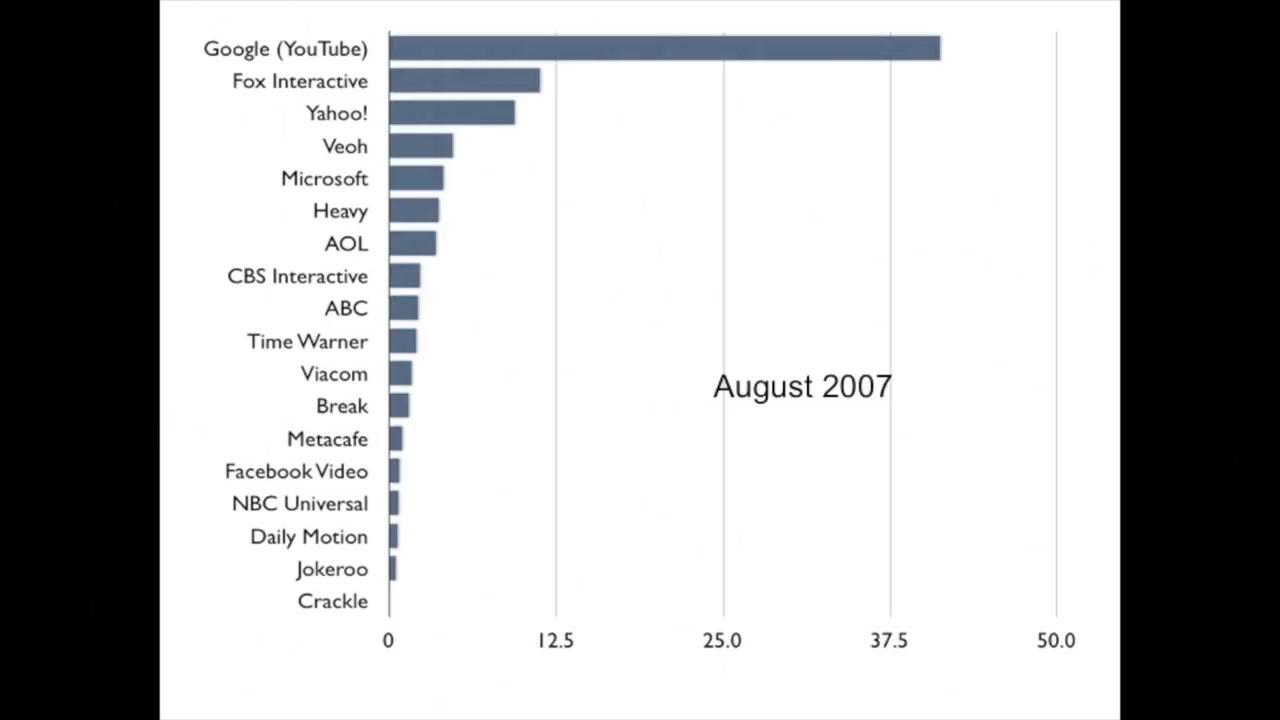 Google (YouTube)
Fox Interactive
Yahoo!
Veoh
Microsoft
Heavy
AOL
CBS Interactive
ABC
Time Warner
Viacom
August 2007
Break
Metacafe
Facebook Video
NBC Universal
Daily Motion
Jokeroo
Crackle
0 12.5 25.0 37.5 50.0